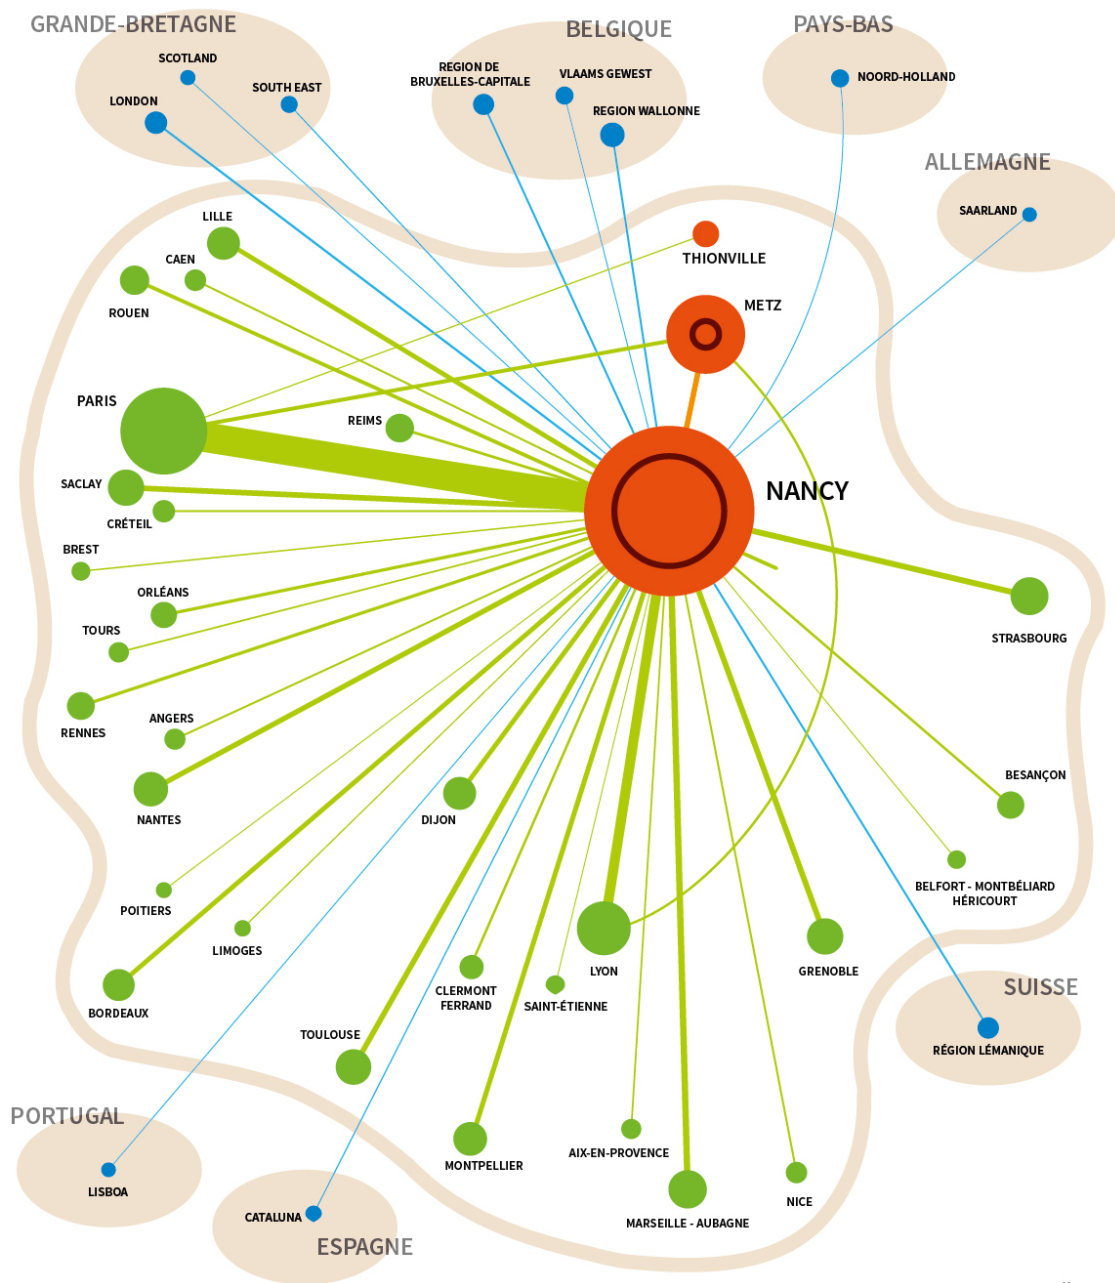 GRANDE-BRETAGNE
SCOTLAND
SOUTH EAST
LONDON
BELGIQUE
REGION DE
BRUXELLES-CAPITALE
VLAAMS GEWEST
REGION WALLONNE
PAYS-BAS
NOORD-HOLLAND
ALLEMAGNE
SAARLAND
LILLE
CAEN
ROUEN
THIONVILLE
METZ
PARIS
REIMS
SACLAY
CRÉTEIL
NANCY
BREST
ORLÉANS
TOURS
STRASBOURG
RENNES
ANGERS
NANTES
DIJON
BESANÇON
POITIERS
LIMOGES
BELFORT - MONTBÉLIARD
HÉRICOURT
BORDEAUX
CLERMONT
FERRAND
LYON
SAINT-ÉTIENNE
GRENOBLE
SUISSE
RÉGION LÉMANIQUE
TOULOUSE
PORTUGAL
LISBOA
MONTPELLIER
AIX-EN-PROVENCE
NICE
MARSEILLE - AUBAGNE
CATALUNA
ESPAGNE